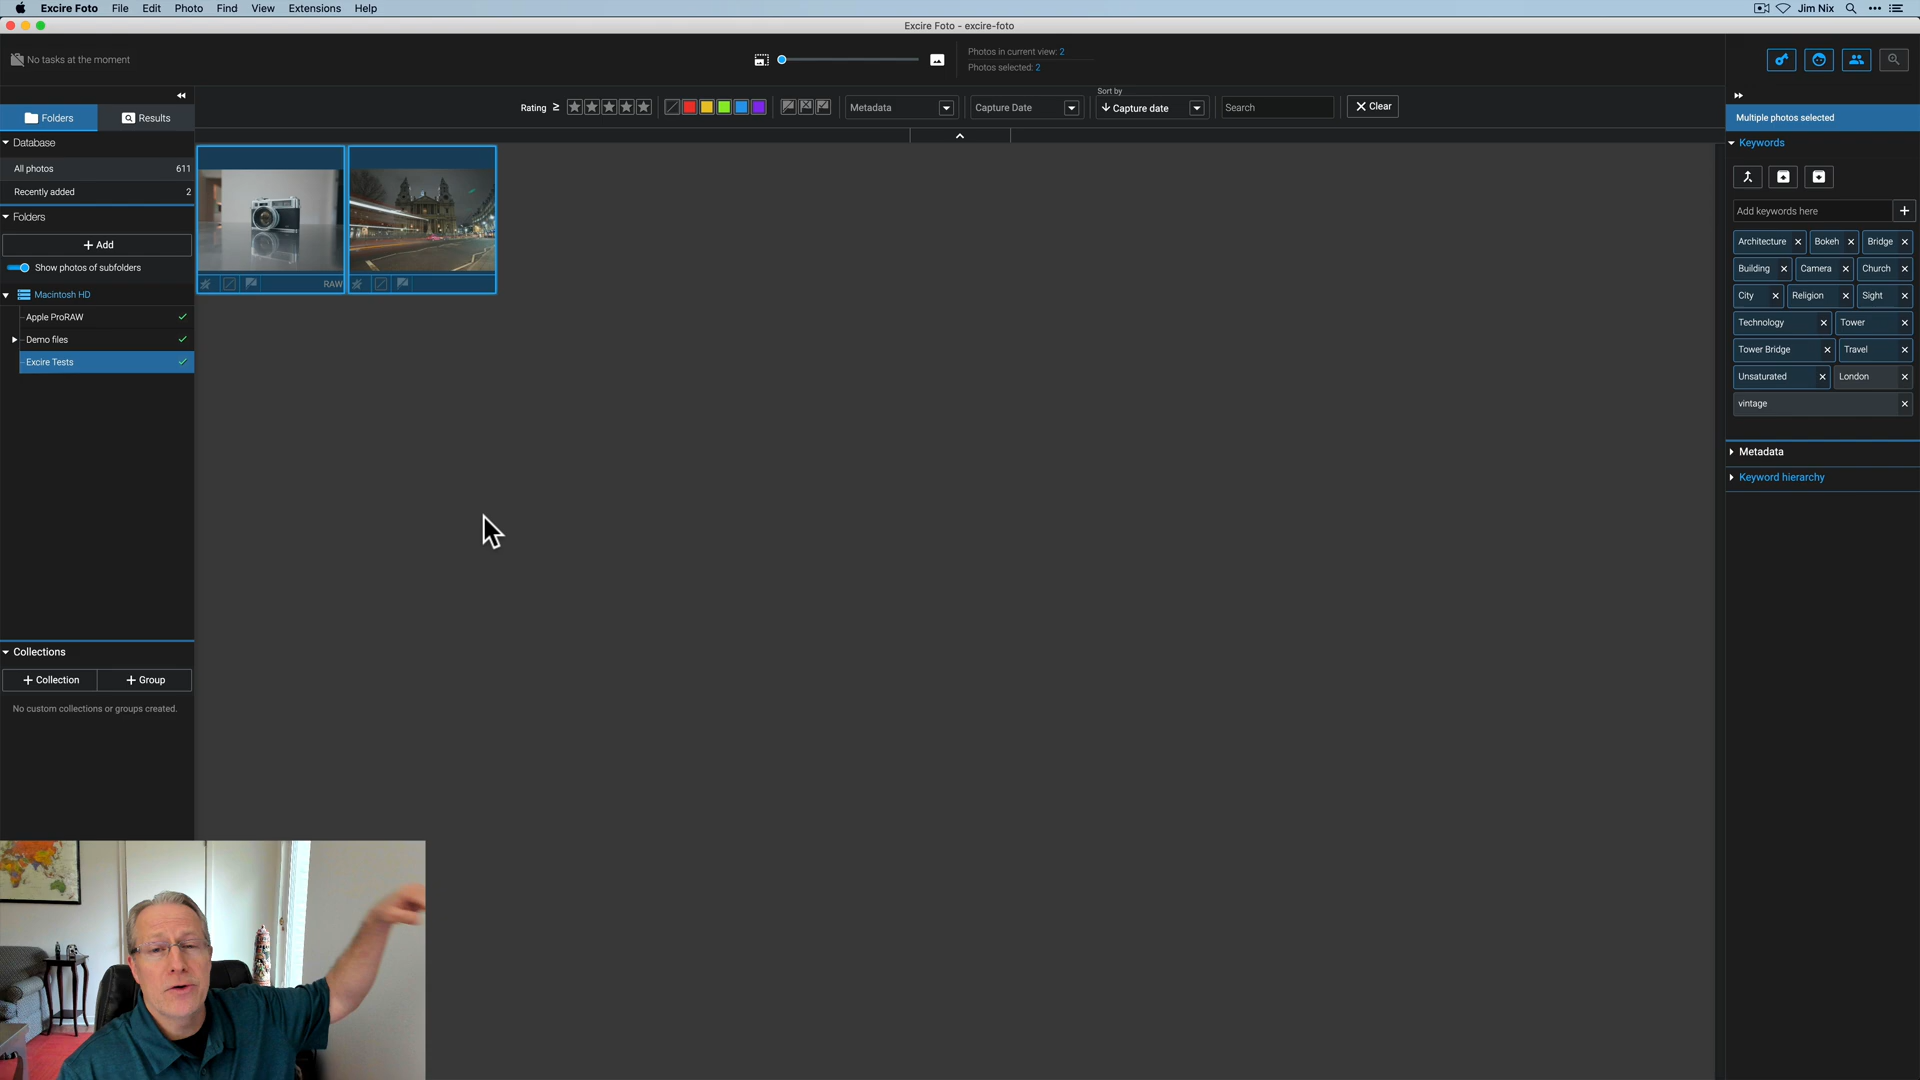 Excire Foto File Edit View Photo Find View Extensions Help
Jim Nix
Excire Foto - excire-foto
No tasks at the moment
Photos in current view: 2
Photos selected: 2
Folders
Results
Rating ≥
Metadata
Capture Date
Sort by
Capture date
Search
Clear
Database
All photos 611
Recently added 2
Folders
+ Add
Show photos of subfolders
Macintosh HD
Apple ProRAW
Demo files
Excire Tests
RAW
Collections
+ Collection
+ Group
No custom collections or groups created.
Multiple photos selected
Keywords
Add keywords here
Architecture Bokeh Bridge
Building Camera Church
City Religion Sight
Technology Tower
Tower Bridge Travel
Unsaturated London
vintage
Metadata
Keyword hierarchy